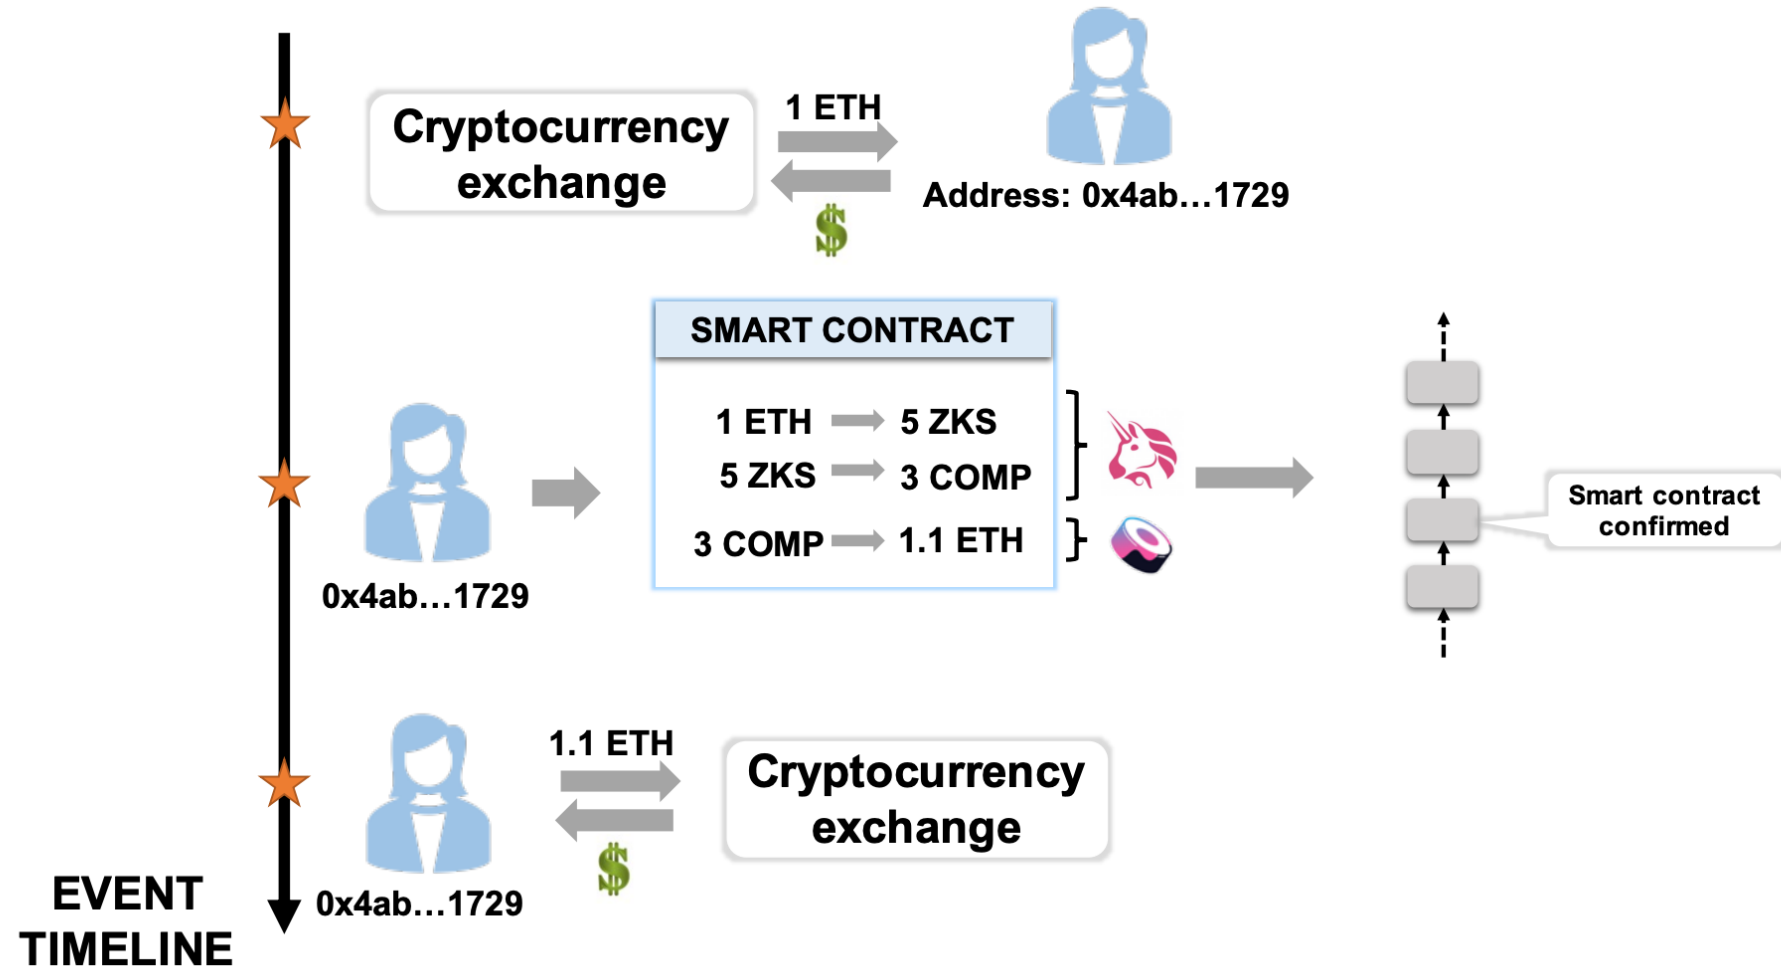 Cryptocurrency
exchange
1 ETH
$
Address: 0x4ab...1729
SMART CONTRACT
1 ETH 5 ZKS
5 ZKS 3 COMP
3 COMP 1.1 ETH
0x4ab...1729
Smart contract
confirmed
1.1 ETH
$
Cryptocurrency
exchange
0x4ab...1729
EVENT
TIMELINE